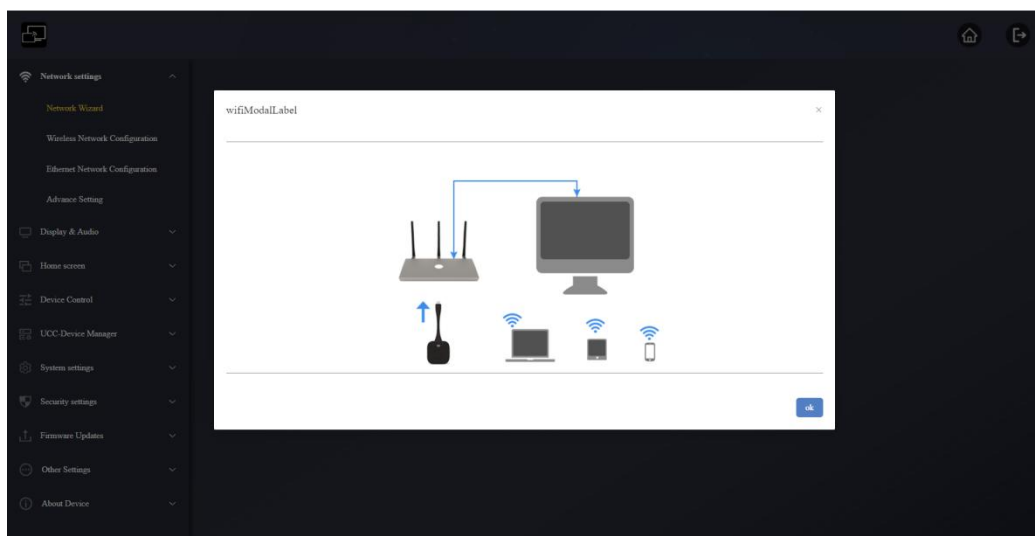 Network settings
Network Wizard
Wireless Network Configuration
Ethernet Network Configuration
Advance Setting
Display & Audio
Home screen
Device Control
UCC-Device Manager
System settings
Security settings
Firmware Updates
Other Settings
About Device
wifiModalLabel
ok